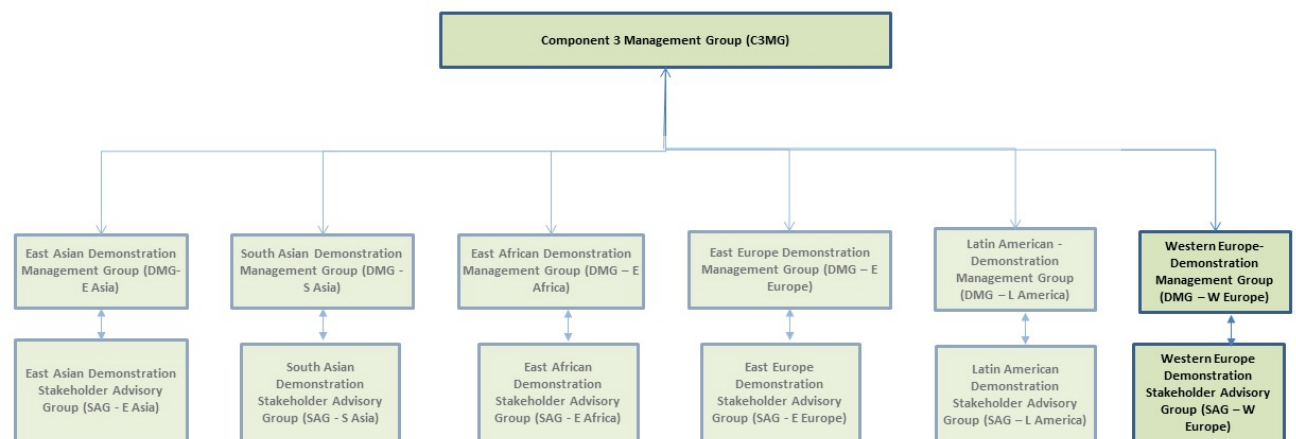 Component 3 Management Group (C3MG)
East Asian Demonstration
Management Group (DMG-
E Asia)
South Asian Demonstration
Management Group (DMG -
S Asia)
East African Demonstration
Management Group (DMG – E
Africa)
East Europe Demonstration
Management Group (DMG – E
Europe)
Latin American -
Demonstration
Management Group
(DMG – L America)
Western Europe-
Demonstration
Management Group
(DMG – W Europe)
East Asian Demonstration
Stakeholder Advisory
Group (SAG - E Asia)
South Asian
Demonstration
Stakeholder Advisory
Group (SAG - S Asia)
East African
Demonstration
Stakeholder Advisory
Group (SAG - E Africa)
East Europe
Demonstration
Stakeholder Advisory
Group (SAG - E Europe)
Latin American
Demonstration
Stakeholder Advisory
Group (SAG – L America)
Western Europe
Demonstration
Stakeholder Advisory
Group (SAG – W
Europe)